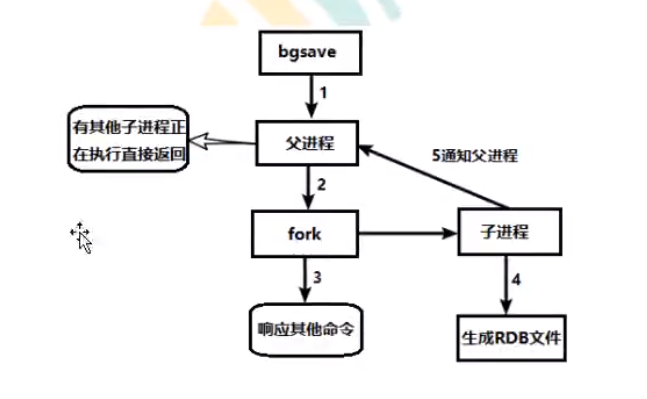 bgsave
1
有其他子进程正
在执行直接返回
父进程
5通知父进程
2
fork
子进程
3
4
响应其他命令
生成RDB文件